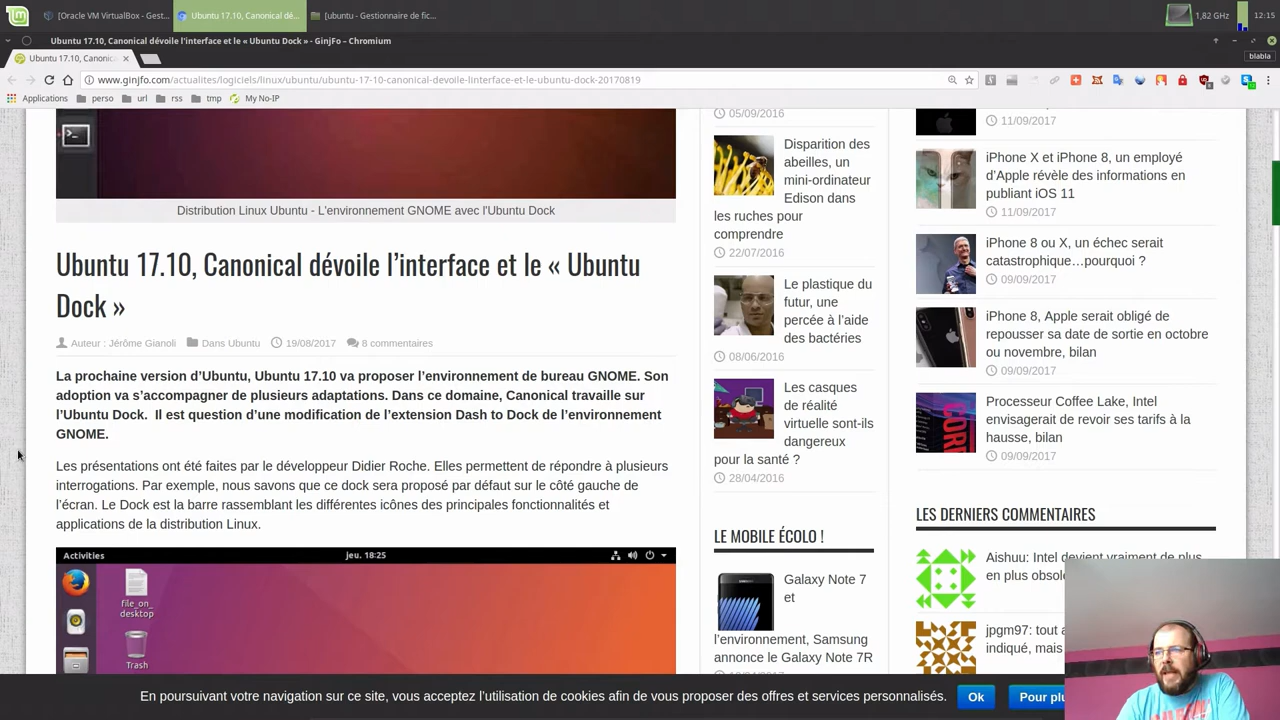 [Oracle VM VirtualBox - Gest...
Ubuntu 17.10, Canonical dé...
[ubuntu - Gestionnaire de fic...
1,82 GHz
12:15
Ubuntu 17.10, Canonical dévoile l'interface et le « Ubuntu Dock » - GinjFo – Chromium
Ubuntu 17.10, Canonic
blabla
www.ginjfo.com/actualites/logiciels/linux/ubuntu/ubuntu-17-10-canonical-devoile-linterface-et-le-ubuntu-dock-20170819
Applications
perso
url
rss
tmp
My No-IP
Distribution Linux Ubuntu - L'environnement GNOME avec l'Ubuntu Dock
Ubuntu 17.10, Canonical dévoile l’interface et le « Ubuntu
Dock »
Auteur : Jérôme Gianoli
Dans Ubuntu
19/08/2017
8 commentaires
La prochaine version d’Ubuntu, Ubuntu 17.10 va proposer l’environnement de bureau GNOME. Son
adoption va s’accompagner de plusieurs adaptations. Dans ce domaine, Canonical travaille sur
l’Ubuntu Dock.  Il est question d’une modification de l’extension Dash to Dock de l’environnement
GNOME.
Les présentations ont été faites par le développeur Didier Roche. Elles permettent de répondre à plusieurs
interrogations. Par exemple, nous savons que ce dock sera proposé par défaut sur le côté gauche de
l’écran. Le Dock est la barre rassemblant les différentes icônes des principales fonctionnalités et
applications de la distribution Linux.
Activities
jeu. 18:25
file_on_
desktop
Trash
05/09/2016
Disparition des
abeilles, un
mini-ordinateur
Edison dans
les ruches pour
comprendre
22/07/2016
Le plastique du
futur, une
percée à l’aide
des bactéries
08/06/2016
Les casques
de réalité
virtuelle sont-ils
dangereux
pour la santé ?
28/04/2016
LE MOBILE ÉCOLO !
Galaxy Note 7
et
l’environnement, Samsung
annonce le Galaxy Note 7R
11/09/2017
iPhone X et iPhone 8, un employé
d’Apple révèle des informations en
publiant iOS 11
11/09/2017
iPhone 8 ou X, un échec serait
catastrophique…pourquoi ?
09/09/2017
iPhone 8, Apple serait obligé de
repousser sa date de sortie en octobre
ou novembre, bilan
09/09/2017
Processeur Coffee Lake, Intel
envisagerait de revoir ses tarifs à la
hausse, bilan
09/09/2017
LES DERNIERS COMMENTAIRES
Aishuu: Intel devient vraiment de plus
en plus obsol
jpgm97: tout a
indiqué, mais
En poursuivant votre navigation sur ce site, vous acceptez l’utilisation de cookies afin de vous proposer des offres et services personnalisés.
Ok
Pour plu